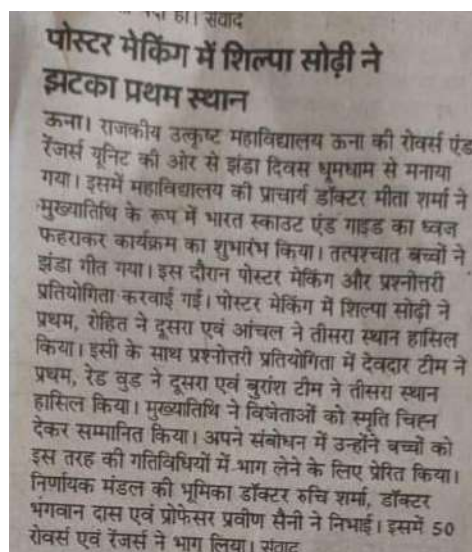 हो। संवाद
पोस्टर मेकिंग में शिल्पा सोढ़ी ने
झटका प्रथम स्थान
ऊना। राजकीय उत्कृष्ट महाविद्यालय ऊना की रोवर्स एंड
रेंजर्स यूनिट की ओर से झंडा दिवस धूमधाम से मनाया
गया। इसमें महाविद्यालय की प्राचार्य डॉक्टर मीता शर्मा ने
मुख्यातिथि के रूप में भारत स्काउट एंड गाइड का ध्वज
फहराकर कार्यक्रम का शुभारंभ किया। तत्पश्चात बच्चों ने
झंडा गीत गया। इस दौरान पोस्टर मेकिंग और प्रश्नोत्तरी
प्रतियोगिता करवाई गई। पोस्टर मेकिंग में शिल्पा सोढ़ी ने
प्रथम, रोहित ने दूसरा एवं आंचल ने तीसरा स्थान हासिल
किया। इसी के साथ प्रश्नोत्तरी प्रतियोगिता में देवदार टीम ने
प्रथम, रेड वुड ने दूसरा एवं बुरांश टीम ने तीसरा स्थान
हासिल किया। मुख्यातिथि ने विजेताओं को स्मृति चिह्न
देकर सम्मानित किया। अपने संबोधन में उन्होंने बच्चों को
इस तरह की गतिविधियों में भाग लेने के लिए प्रेरित किया।
निर्णायक मंडल की भूमिका डॉक्टर रुचि शर्मा, डॉक्टर
भगवान दास एवं प्रोफेसर प्रवीण सैनी ने निभाई। इसमें 50
रोवर्स एवं रेंजर्स ने भाग लिया। संवाद